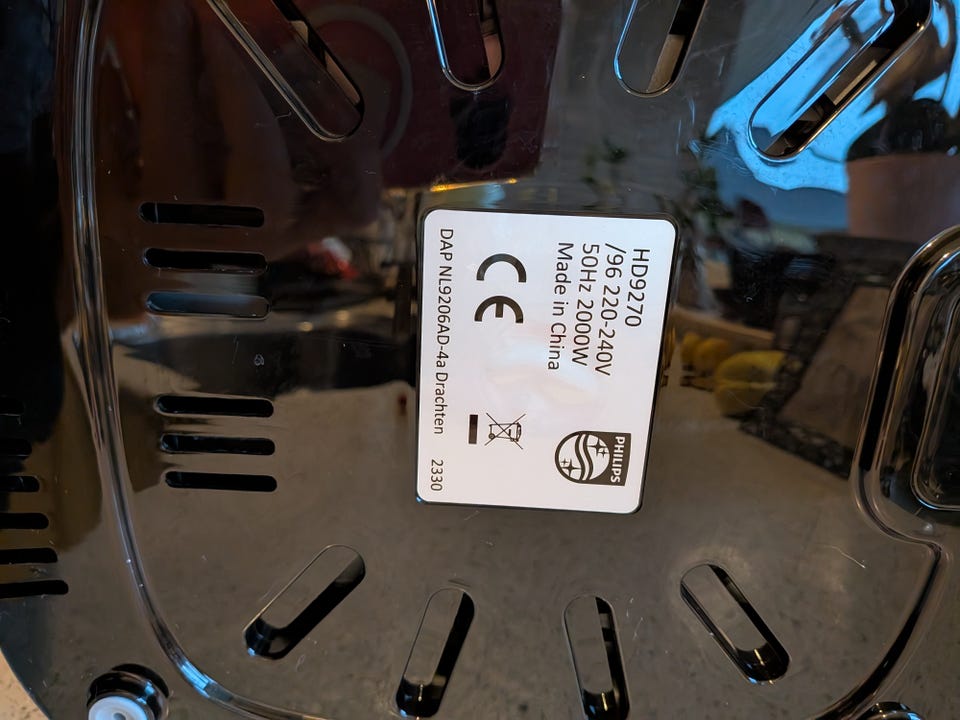 HD9270
/96 220-240V
50Hz 2000W
Made in China
PHILIPS
CE
DAP NL9206AD-4a Drachten 2330